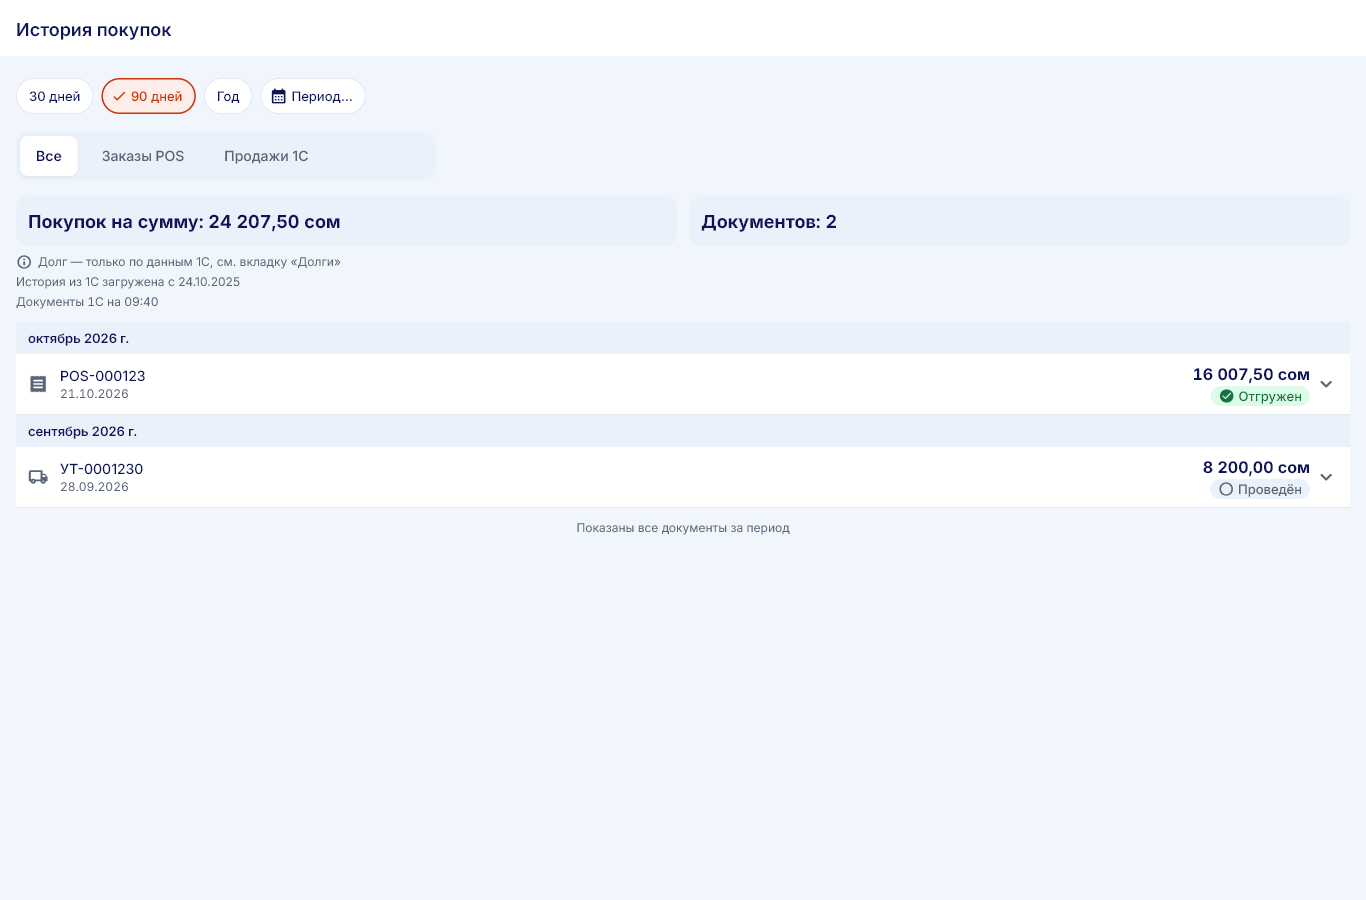 История покупок
30 дней
90 дней
Год
Период...
Все
Заказы POS
Продажи 1С
Покупок на сумму: 24 207,50 сом
Документов: 2
Долг — только по данным 1С, см. вкладку «Долги»
История из 1С загружена с 24.10.2025
Документы 1С на 09:40
октябрь 2026 г.
POS-000123
16 007,50 сом
21.10.2026
Отгружен
сентябрь 2026 г.
УТ-0001230
8 200,00 сом
28.09.2026
Проведён
Показаны все документы за период